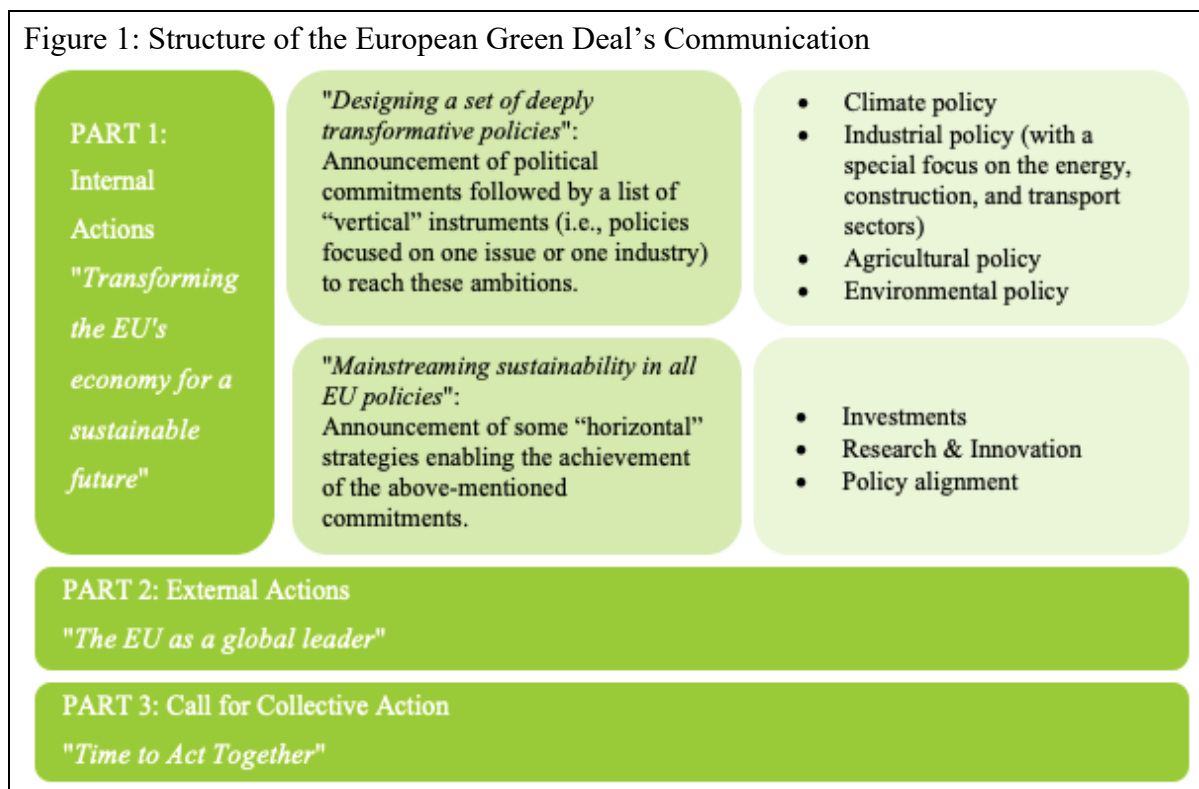 Figure 1: Structure of the European Green Deal’s Communication
PART 1:
Internal
Actions
"Transforming
the EU's
economy for a
sustainable
future"
"Designing a set of deeply
transformative policies":
Announcement of political
commitments followed by a list of
“vertical” instruments (i.e., policies
focused on one issue or one industry)
to reach these ambitions.
• Climate policy
• Industrial policy (with a
special focus on the energy,
construction, and transport
sectors)
• Agricultural policy
• Environmental policy
"Mainstreaming sustainability in all
EU policies":
Announcement of some “horizontal”
strategies enabling the achievement
of the above-mentioned
commitments.
• Investments
• Research & Innovation
• Policy alignment
PART 2: External Actions
"The EU as a global leader"
PART 3: Call for Collective Action
"Time to Act Together"